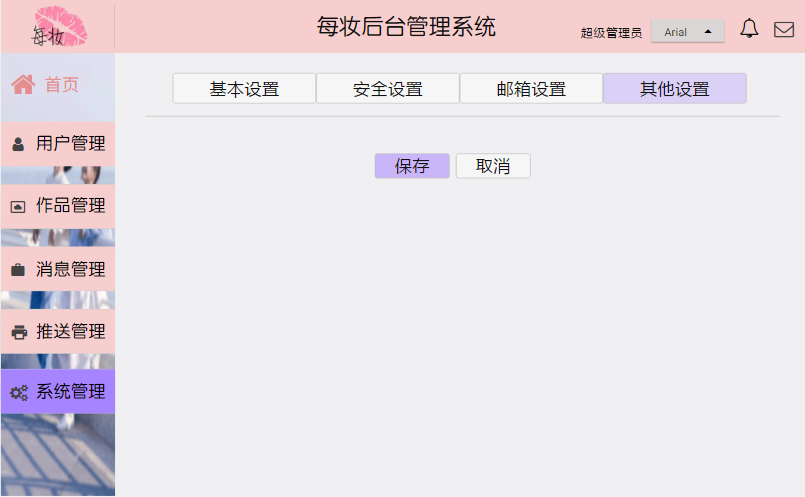 每妆
每妆后台管理系统
超级管理员
Arial
首页
用户管理
作品管理
消息管理
推送管理
系统管理
基本设置
安全设置
邮箱设置
其他设置
保存
取消